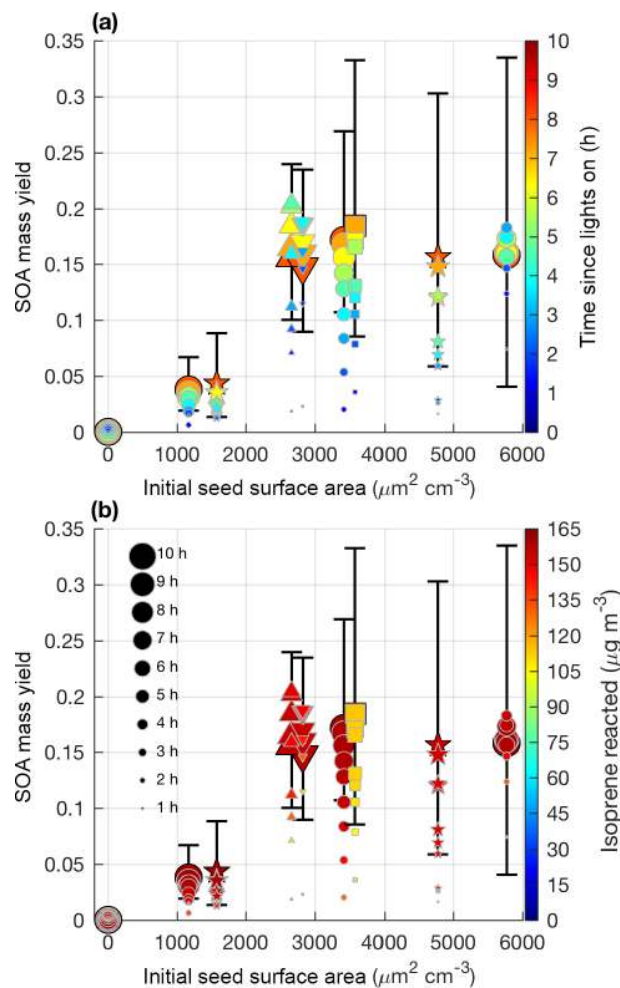 (a)
0.35
0.3
0.25
0.2
0.15
0.1
0.05
0
SOA mass yield
0 1000 2000 3000 4000 5000 6000
Initial seed surface area (μm² cm⁻³)
10
9
8
7
6
5
4
3
2
1
0
Time since lights on (h)
(b)
0.35
0.3
0.25
0.2
0.15
0.1
0.05
0
SOA mass yield
10 h
9 h
8 h
7 h
6 h
5 h
4 h
3 h
2 h
1 h
0 1000 2000 3000 4000 5000 6000
Initial seed surface area (μm² cm⁻³)
165
150
135
120
105
90
75
60
45
30
15
0
Isoprene reacted (μg m⁻³)